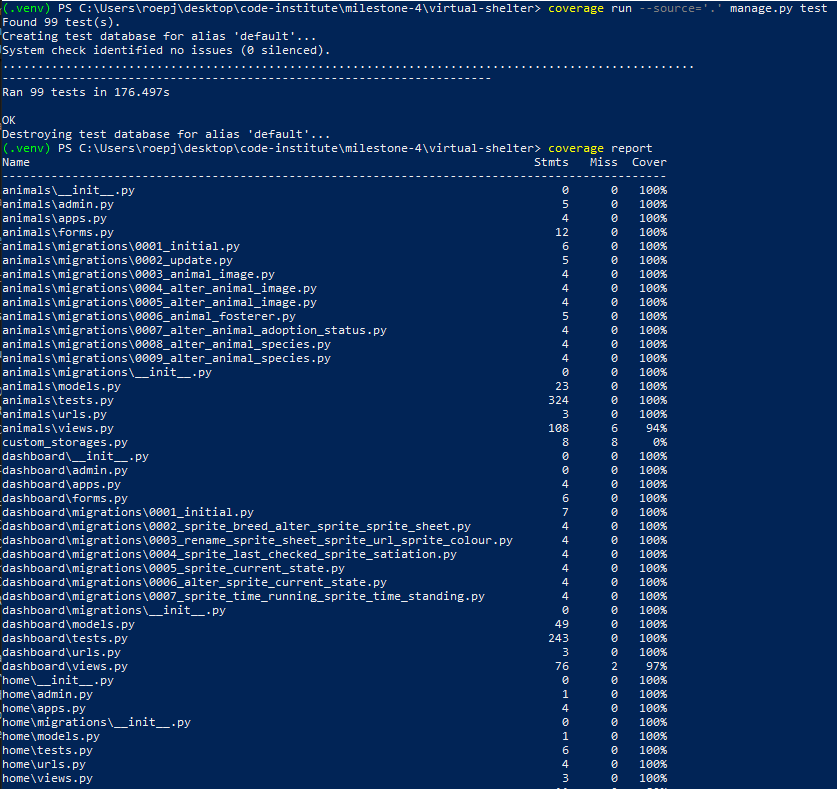 (.venv) PS C:\Users\roepj\desktop\code-institute\milestone-4\virtual-shelter> coverage run --source='.' manage.py test
Found 99 test(s).
Creating test database for alias 'default'...
System check identified no issues (0 silenced).
...................................................................................................
----------------------------------------------------------------------
Ran 99 tests in 176.497s
OK
Destroying test database for alias 'default'...
(.venv) PS C:\Users\roepj\desktop\code-institute\milestone-4\virtual-shelter> coverage report
Name Stmts Miss Cover
-----------------------------------------------------------------------------------------------
animals\__init__.py 0 0 100%
animals\admin.py 5 0 100%
animals\apps.py 4 0 100%
animals\forms.py 12 0 100%
animals\migrations\0001_initial.py 6 0 100%
animals\migrations\0002_update.py 5 0 100%
animals\migrations\0003_animal_image.py 4 0 100%
animals\migrations\0004_alter_animal_image.py 4 0 100%
animals\migrations\0005_alter_animal_image.py 4 0 100%
animals\migrations\0006_animal_fosterer.py 5 0 100%
animals\migrations\0007_alter_animal_adoption_status.py 4 0 100%
animals\migrations\0008_alter_animal_species.py 4 0 100%
animals\migrations\0009_alter_animal_species.py 4 0 100%
animals\migrations\__init__.py 0 0 100%
animals\models.py 23 0 100%
animals\tests.py 324 0 100%
animals\urls.py 3 0 100%
animals\views.py 108 6 94%
custom_storages.py 8 8 0%
dashboard\__init__.py 0 0 100%
dashboard\admin.py 0 0 100%
dashboard\apps.py 4 0 100%
dashboard\forms.py 6 0 100%
dashboard\migrations\0001_initial.py 7 0 100%
dashboard\migrations\0002_sprite_breed_alter_sprite_sprite_sheet.py 4 0 100%
dashboard\migrations\0003_rename_sprite_sheet_sprite_url_sprite_colour.py 4 0 100%
dashboard\migrations\0004_sprite_last_checked_sprite_satiation.py 4 0 100%
dashboard\migrations\0005_sprite_current_state.py 4 0 100%
dashboard\migrations\0006_alter_sprite_current_state.py 4 0 100%
dashboard\migrations\0007_sprite_time_running_sprite_time_standing.py 4 0 100%
dashboard\migrations\__init__.py 0 0 100%
dashboard\models.py 49 0 100%
dashboard\tests.py 243 0 100%
dashboard\urls.py 3 0 100%
dashboard\views.py 76 2 97%
home\__init__.py 0 0 100%
home\admin.py 1 0 100%
home\apps.py 4 0 100%
home\migrations\__init__.py 0 0 100%
home\models.py 1 0 100%
home\tests.py 6 0 100%
home\urls.py 4 0 100%
home\views.py 3 0 100%